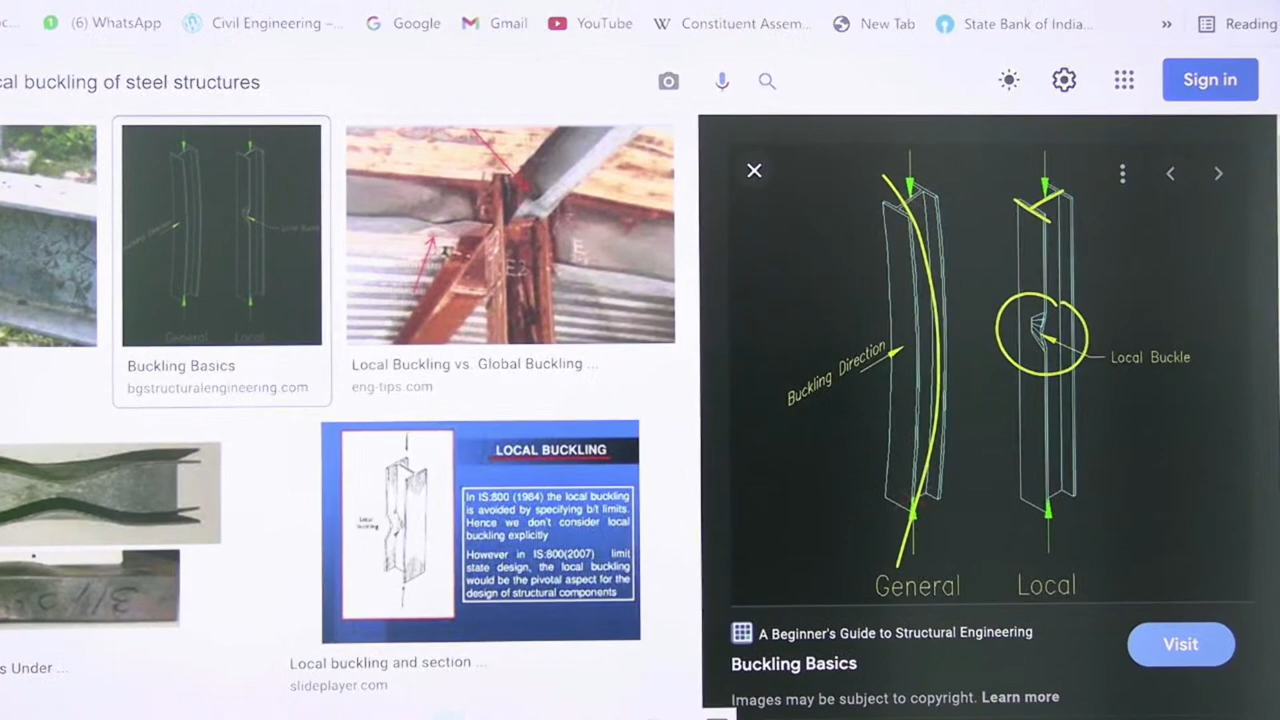 (6) WhatsApp
Civil Engineering –...
Google
Gmail
YouTube
Constituent Assem...
New Tab
State Bank of India...
»
Reading
cal buckling of steel structures
Sign in
Buckling Basics
bgstructuralengineering.com
Local Buckling vs. Global Buckling ...
eng-tips.com
E2
LOCAL BUCKLING
Local
buckling
In IS:800 (1984) the local buckling
is avoided by specifying b/t limits.
Hence we don't consider local
buckling explicitly
However in IS:800(2007) limit
state design, the local buckling
would be the pivotal aspect for the
design of structural components
s Under ...
Local buckling and section ...
slideplayer.com
Buckling Direction
Local Buckle
General
Local
A Beginner's Guide to Structural Engineering
Buckling Basics
Visit
Images may be subject to copyright. Learn more